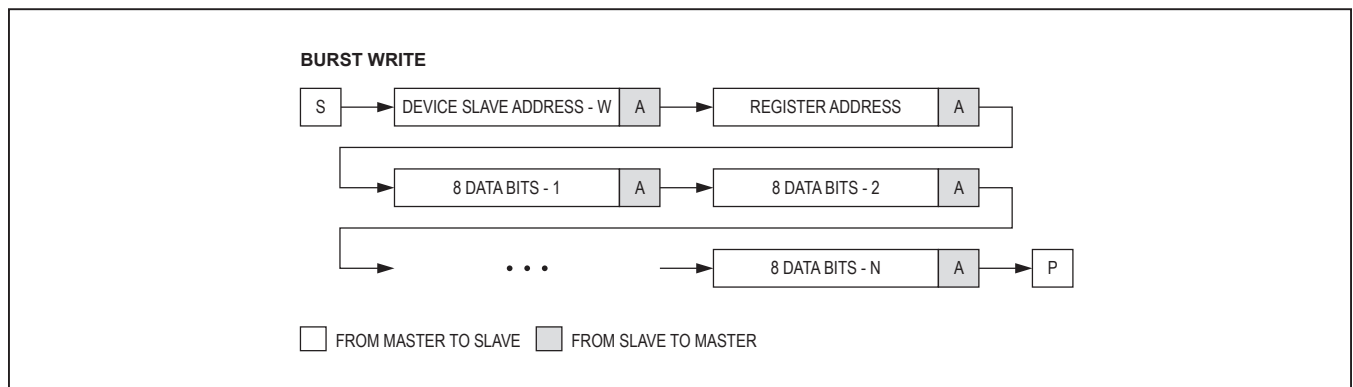 BURST WRITE
S DEVICE SLAVE ADDRESS - W A REGISTER ADDRESS A
8 DATA BITS - 1 A 8 DATA BITS - 2 A
• • • 8 DATA BITS - N A P
FROM MASTER TO SLAVE FROM SLAVE TO MASTER